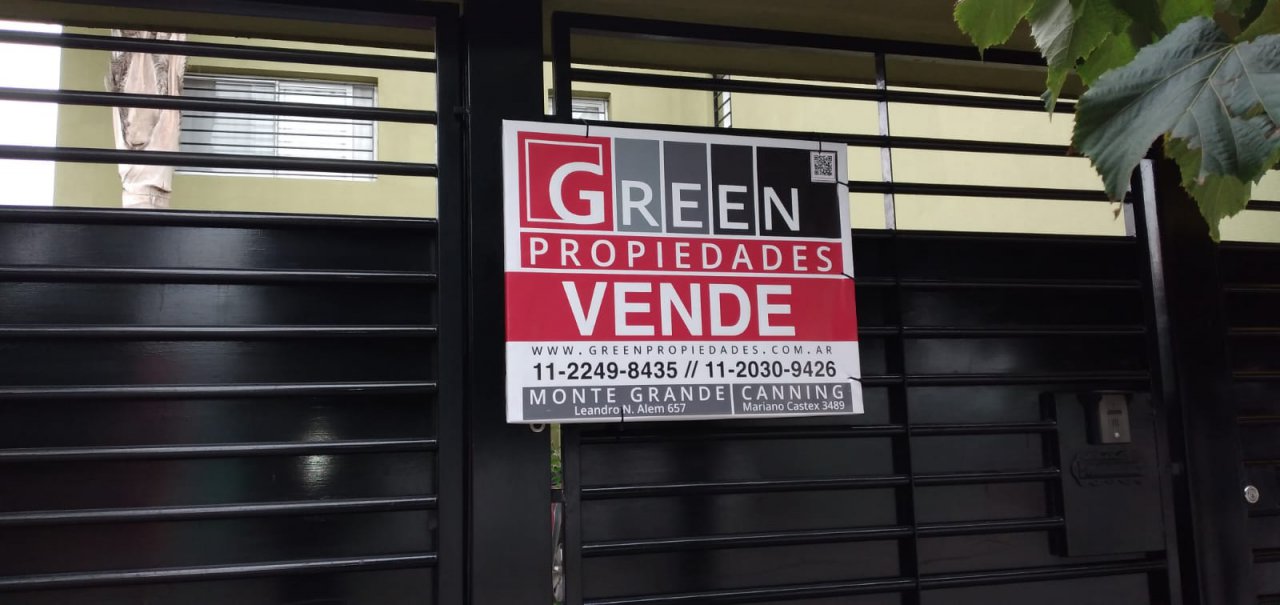 GREEN
PROPIEDADES
VENDE
WWW.GREENPROPIEDADES.COM.AR
11-2249-8435 // 11-2030-9426
MONTE GRANDE CANNING
Leandro N. Alem 657 Mariano Castex 3489